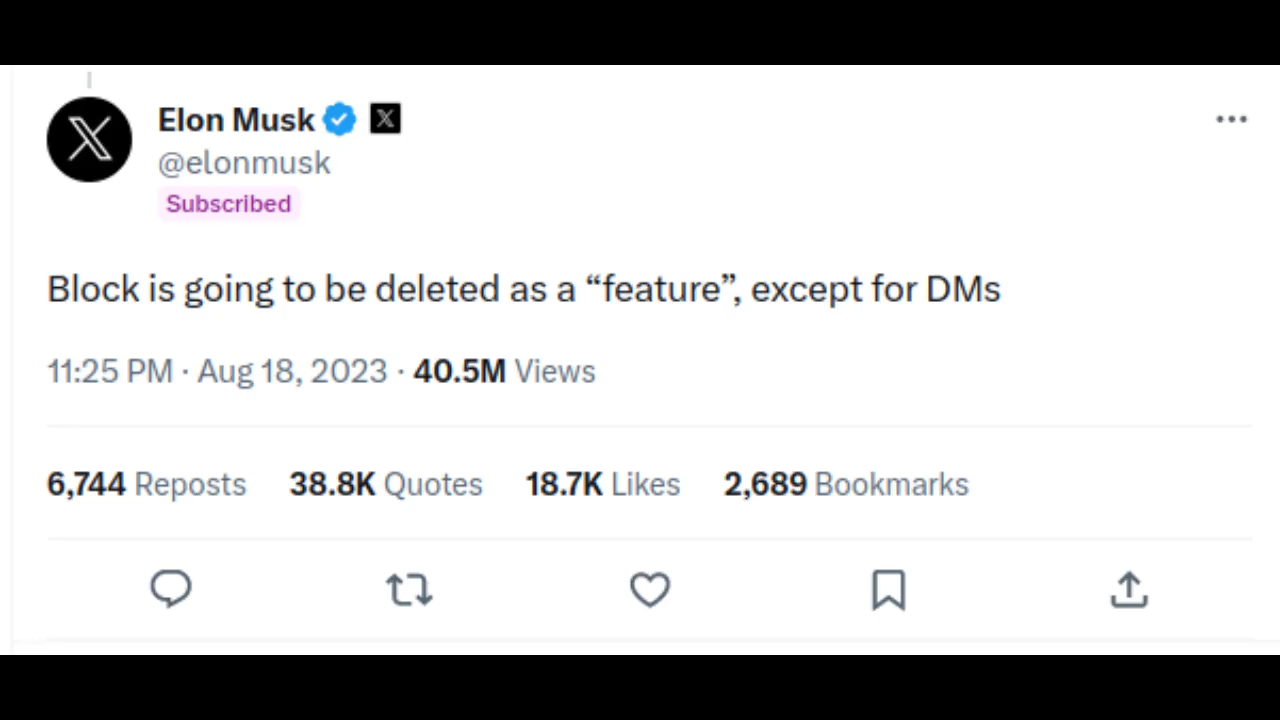 Elon Musk
@elonmusk
Subscribed
Block is going to be deleted as a “feature”, except for DMs
11:25 PM · Aug 18, 2023 · 40.5M Views
6,744 Reposts 38.8K Quotes 18.7K Likes 2,689 Bookmarks